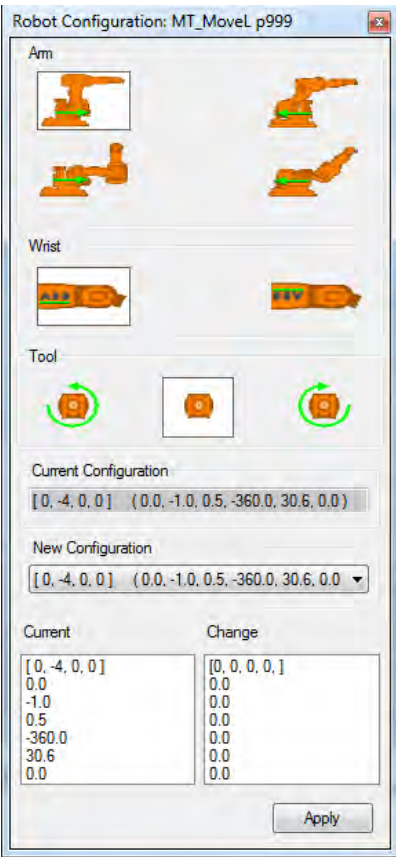 Robot Configuration: MT_MoveL p999
Arm
Wrist
ABB
Tool
Current Configuration
[ 0, -4, 0, 0 ] ( 0.0, -1.0, 0.5, -360.0, 30.6, 0.0 )
New Configuration
[ 0, -4, 0, 0 ] ( 0.0, -1.0, 0.5, -360.0, 30.6, 0.0
Current
Change
[ 0, -4, 0, 0 ]
0.0
-1.0
0.5
-360.0
30.6
0.0
[0, 0, 0, 0, ]
0.0
0.0
0.0
0.0
0.0
0.0
Apply